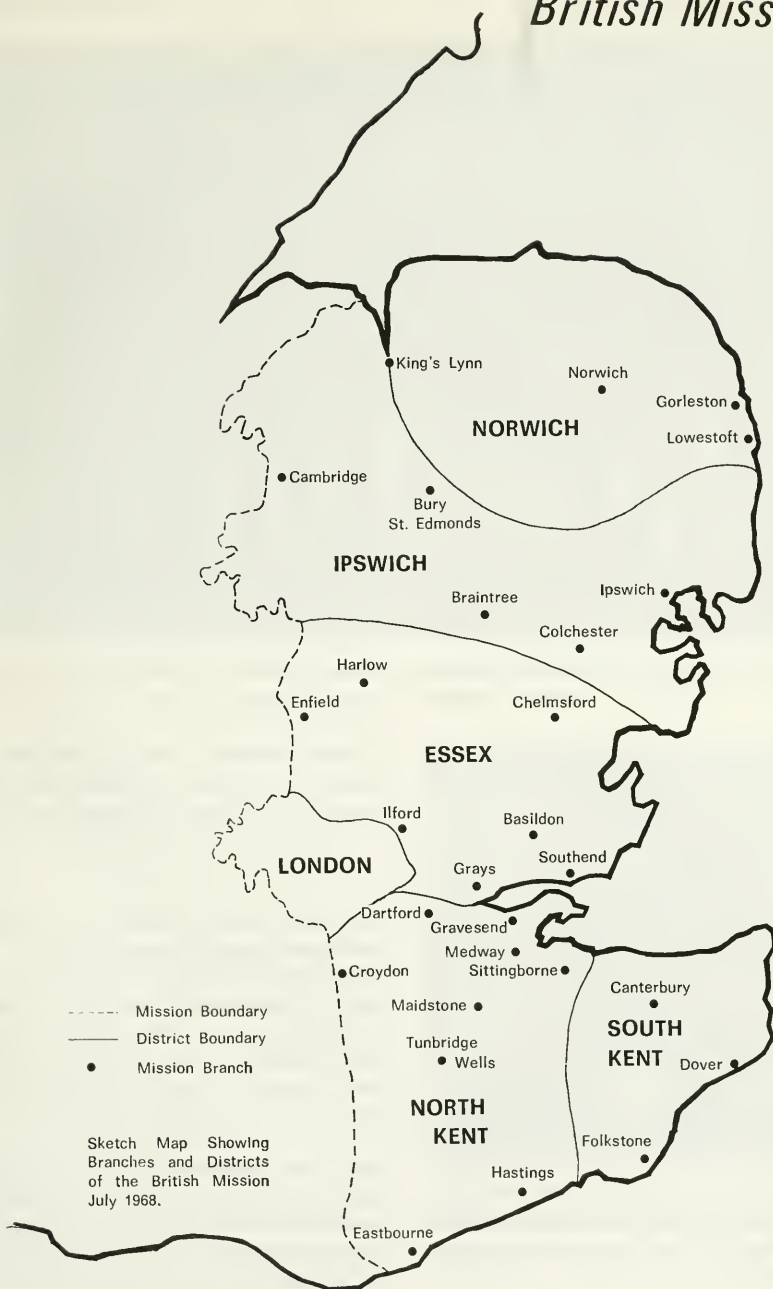 British Miss
King's Lynn
Norwich
Gorleston
NORWICH
Lowestoft
Cambridge
Bury
St. Edmonds
IPSWICH
Ipswich
Braintree
Colchester
Harlow
Enfield
Chelmsford
ESSEX
Ilford
Basildon
LONDON
Southend
Grays
Dartford
Gravesend
Medway
Croydon
Sittingborne
Canterbury
Maidstone
SOUTH
KENT
Dover
Tunbridge
Wells
NORTH
KENT
Folkstone
Hastings
Eastbourne
Mission Boundary
District Boundary
Mission Branch
Sketch Map Showing
Branches and Districts
of the British Mission
July 1968.